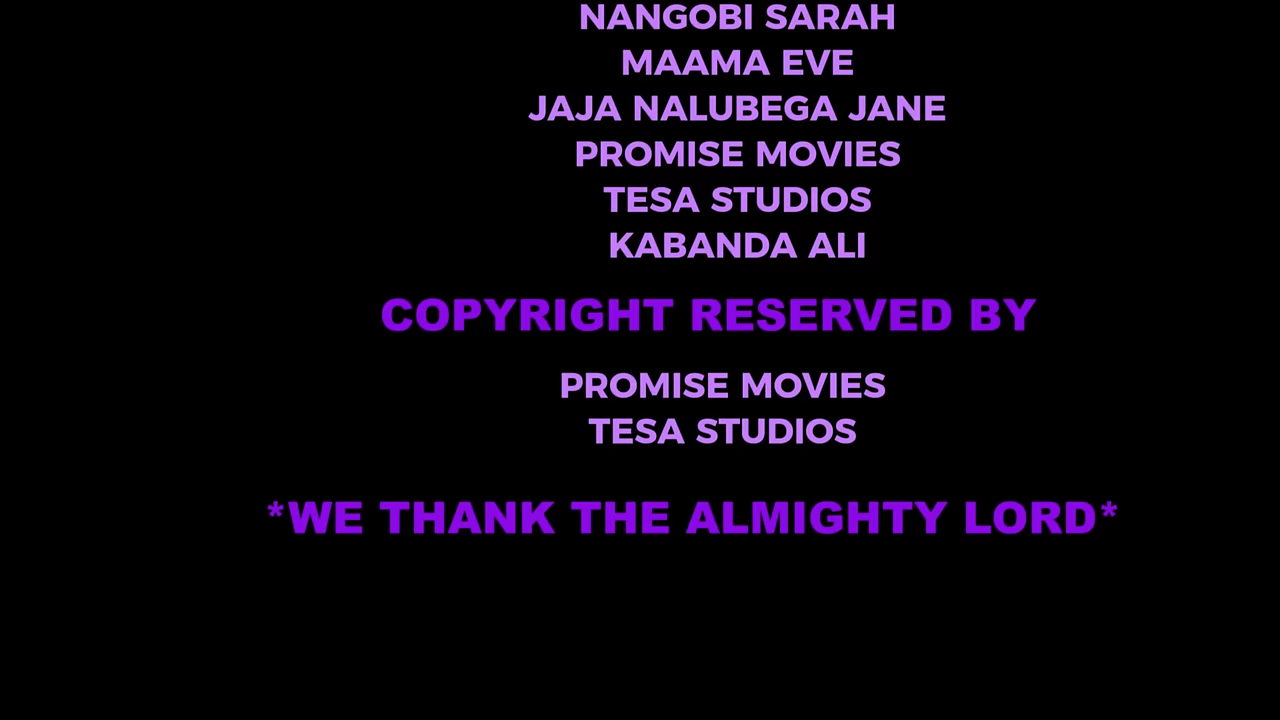 NANGOBI SARAH
MAAMA EVE
JAJA NALUBEGA JANE
PROMISE MOVIES
TESA STUDIOS
KABANDA ALI
COPYRIGHT RESERVED BY
PROMISE MOVIES
TESA STUDIOS
*WE THANK THE ALMIGHTY LORD*